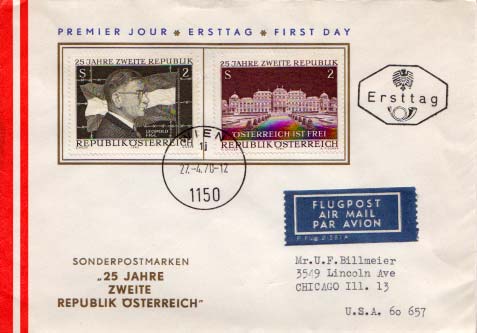 PREMIER JOUR ✷ ERSTTAG ✷ FIRST DAY
25 JAHRE ZWEITE REPUBLIK
S 2
LEOPOLD FIGL
REPUBLIK ÖSTERREICH
25 JAHRE ZWEITE REPUBLIK
S 2
ÖSTERREICH IST FREI
REPUBLIK ÖSTERREICH
Ersttag
WIEN
27.-4.70-12
1150
FLUGPOST
AIR MAIL
PAR AVION
SONDERPOSTMARKEN
„25 JAHRE
ZWEITE
REPUBLIK ÖSTERREICH"
Mr.U.F.Billmeier
3549 Lincoln Ave
CHICAGO Ill. 13
U.S.A. 60 657